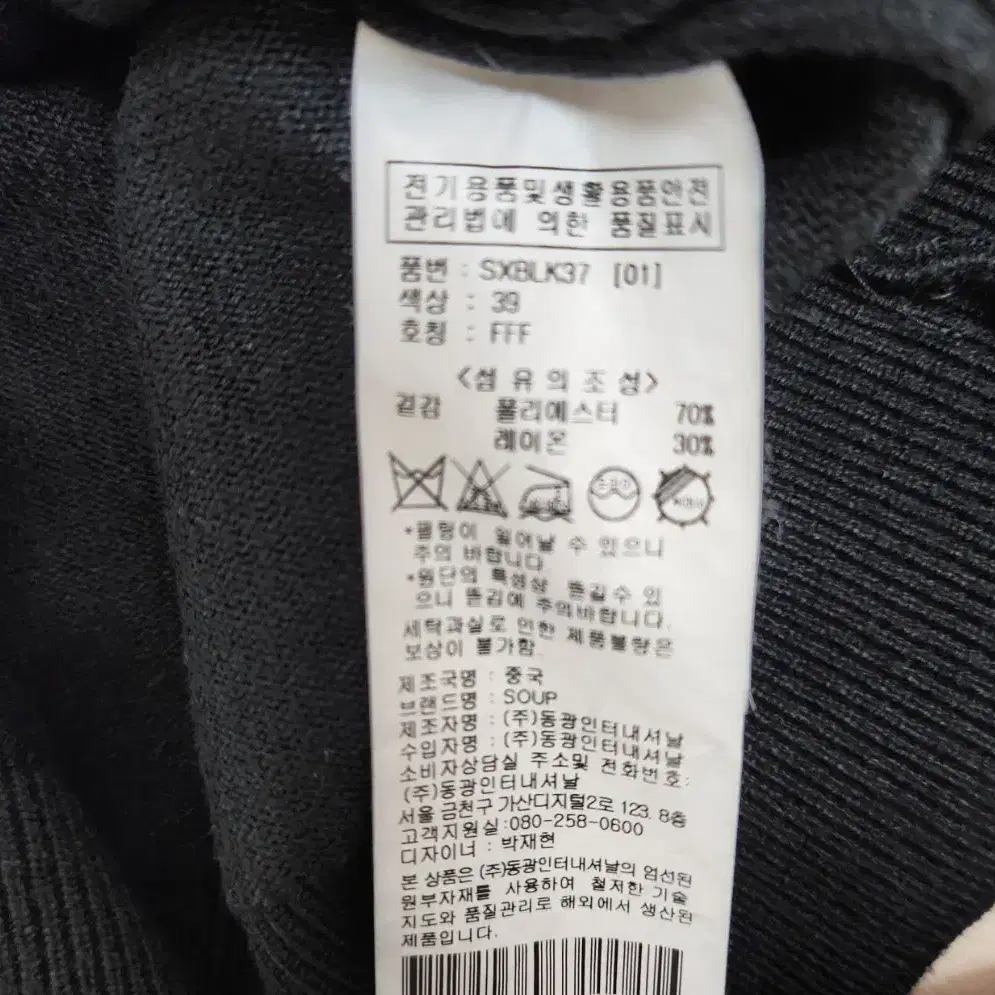 전기용품및생활용품안전
관리법에 의한 품질표시
품번 : SXBLK37 [01]
색상 : 39
호칭 : FFF
<섬유의조성>
겉감 폴리에스터 70%
레이온 30%
*필링이 일어날 수 있으니
주의 바랍니다.
*원단의 특성상 뜯길수 있
으니 뜯김에 주의바랍니다.
세탁과실로 인한 제품불량은
보상이 불가함.
제조국명 : 중국
브랜드명 : SOUP
제조자명 : (주)동광인터내셔날
수입자명 : (주)동광인터내셔날
소비자상담실 주소및 전화번호:
(주)동광인터내셔날
서울 금천구 가산디지털2로 123. 8층
고객지원실:080-258-0600
디자이너 : 박재현
본 상품은 (주)동광인터내셔날의 엄선된
원부자재를 사용하여 철저한 기술
지도와 품질관리로 해외에서 생산된
제품입니다.